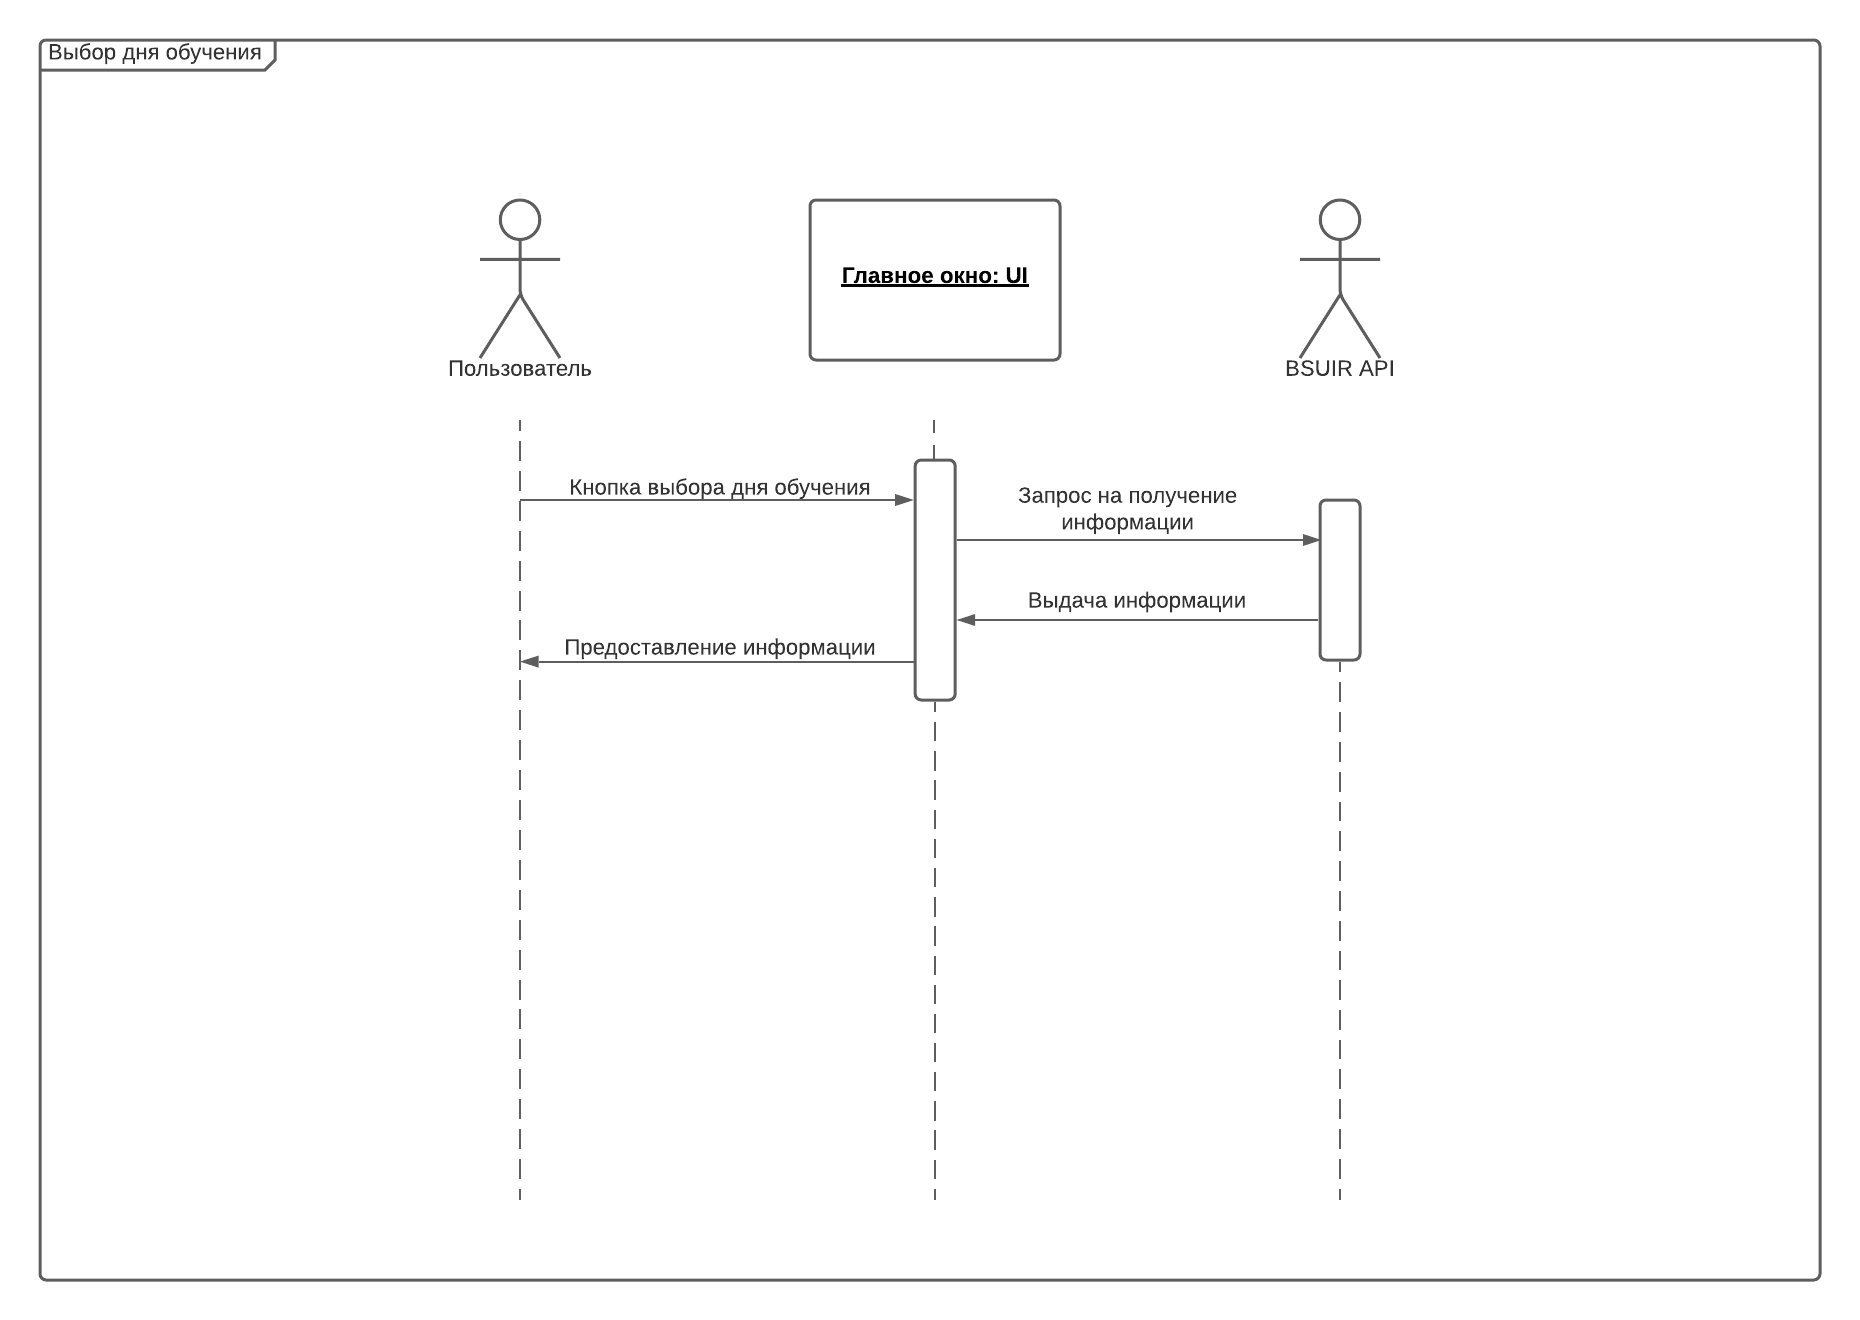 Выбор дня обучения
Главное окно: UI
Пользователь
BSUIR API
Кнопка выбора дня обучения
Запрос на получение
информации
Выдача информации
Предоставление информации